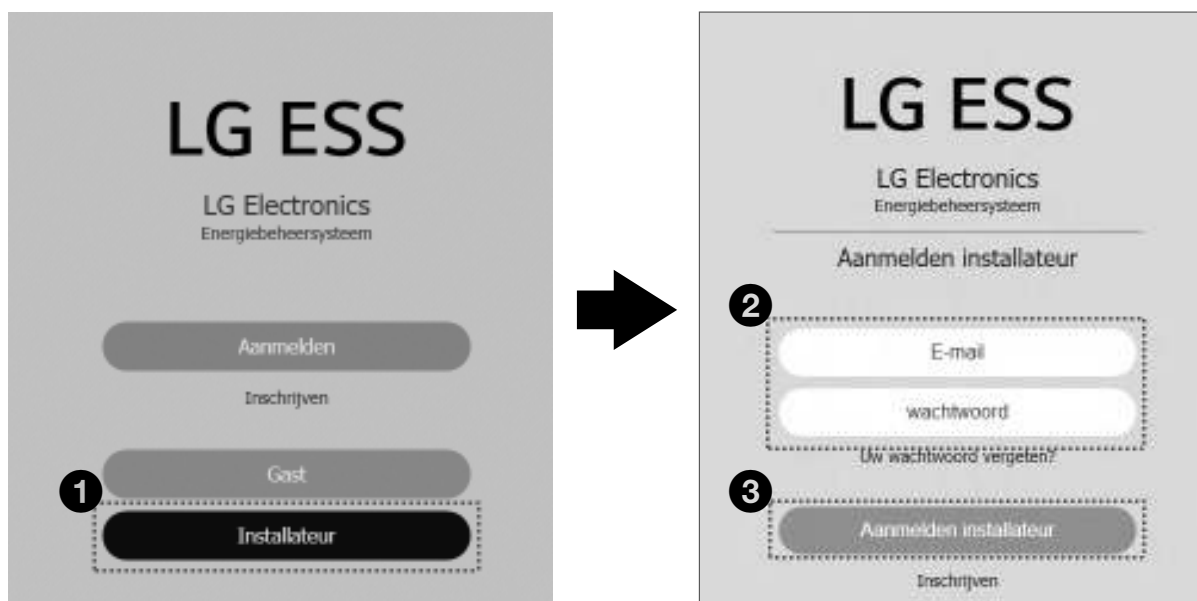 LG ESS
LG Electronics
Energiebeheersysteem
Aanmelden
Inschrijven
Gast
1
Installateur
LG ESS
LG Electronics
Energiebeheersysteem
Aanmelden installateur
2
E-mail
wachtwoord
Uw wachtwoord vergeten?
3
Aanmelden installateur
Inschrijven